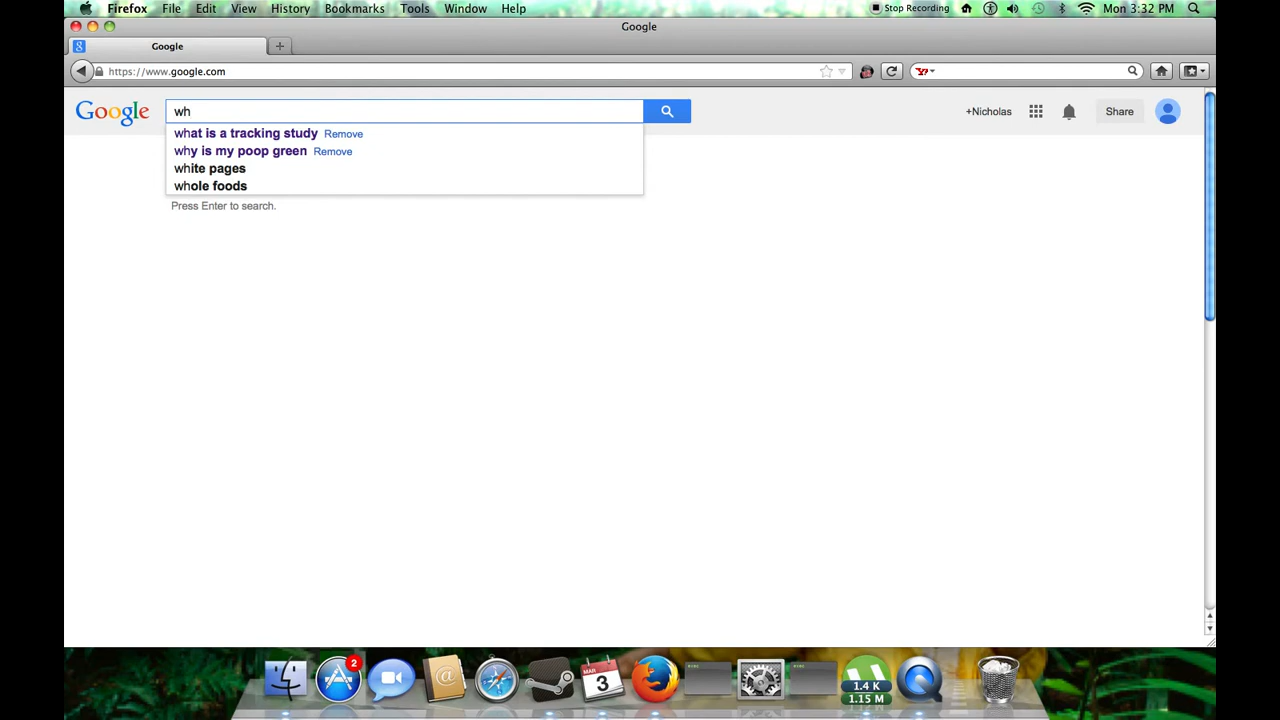 Firefox File Edit View History Bookmarks Tools Window Help Stop Recording Mon 3:32 PM
Google
Google
https://www.google.com
Google wh +Nicholas Share
what is a tracking study Remove
why is my poop green Remove
white pages
whole foods
Press Enter to search.
2
MAR
3
1.4 K
1.15 M